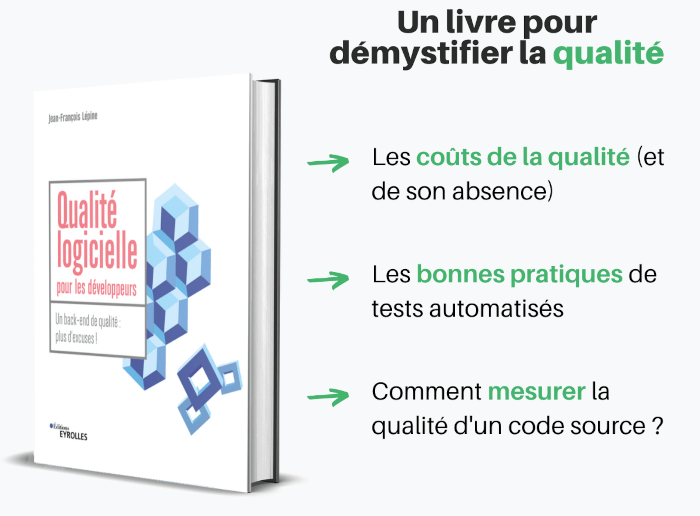 Un livre pour
démystifier la qualité
Jean-François Lépine
Qualité
logicielle
pour les développeurs
Un back-end de qualité :
plus d'excuses !
Éditions
EYROLLES
Les coûts de la qualité (et
de son absence)
Les bonnes pratiques de
tests automatisés
Comment mesurer la
qualité d'un code source ?